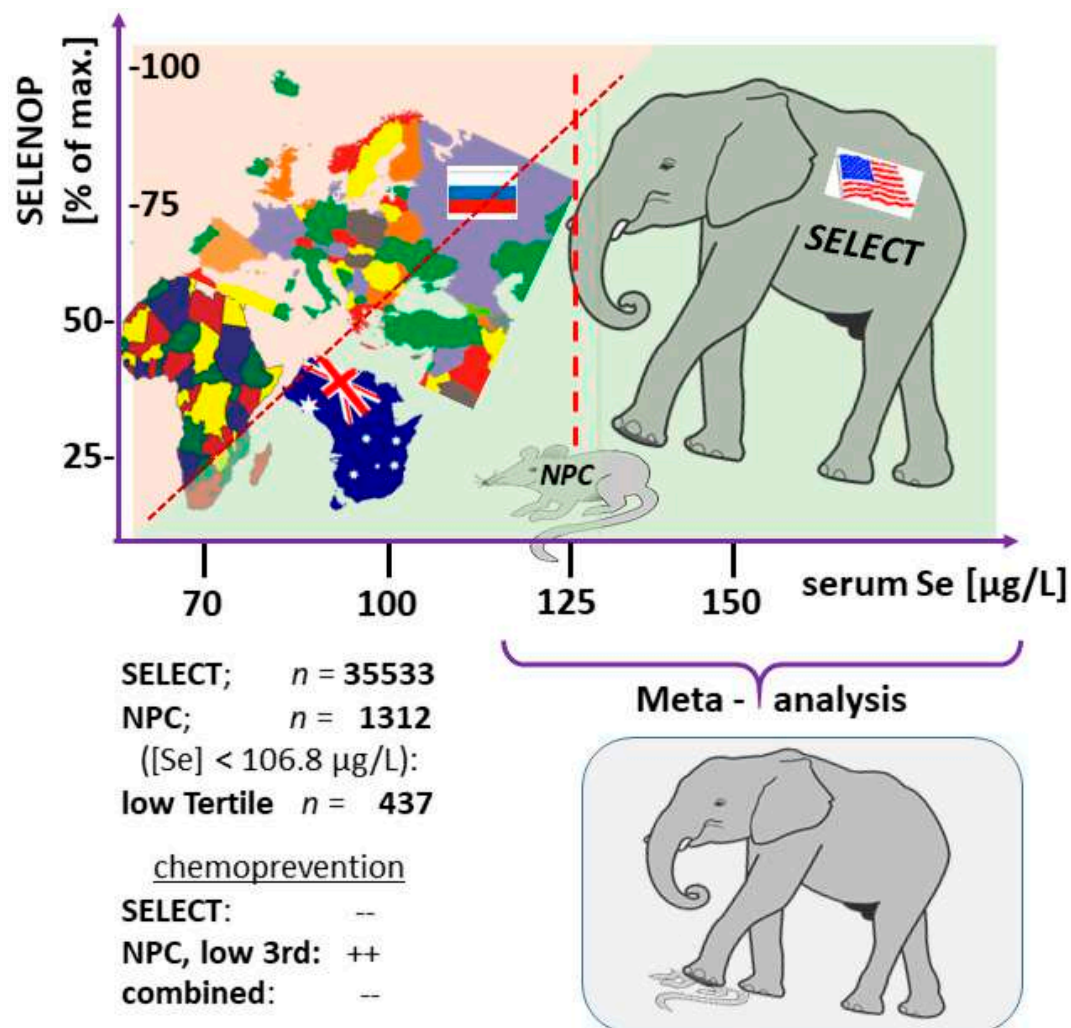 SELENOP
[% of max.]
-100
-75
50-
25-
SELECT
NPC
70
100
125
150
serum Se [µg/L]
SELECT; n = 35533
NPC; n = 1312
([Se] < 106.8 µg/L):
low Tertile n = 437
Meta - analysis
chemoprevention
SELECT: --
NPC, low 3rd: ++
combined: --